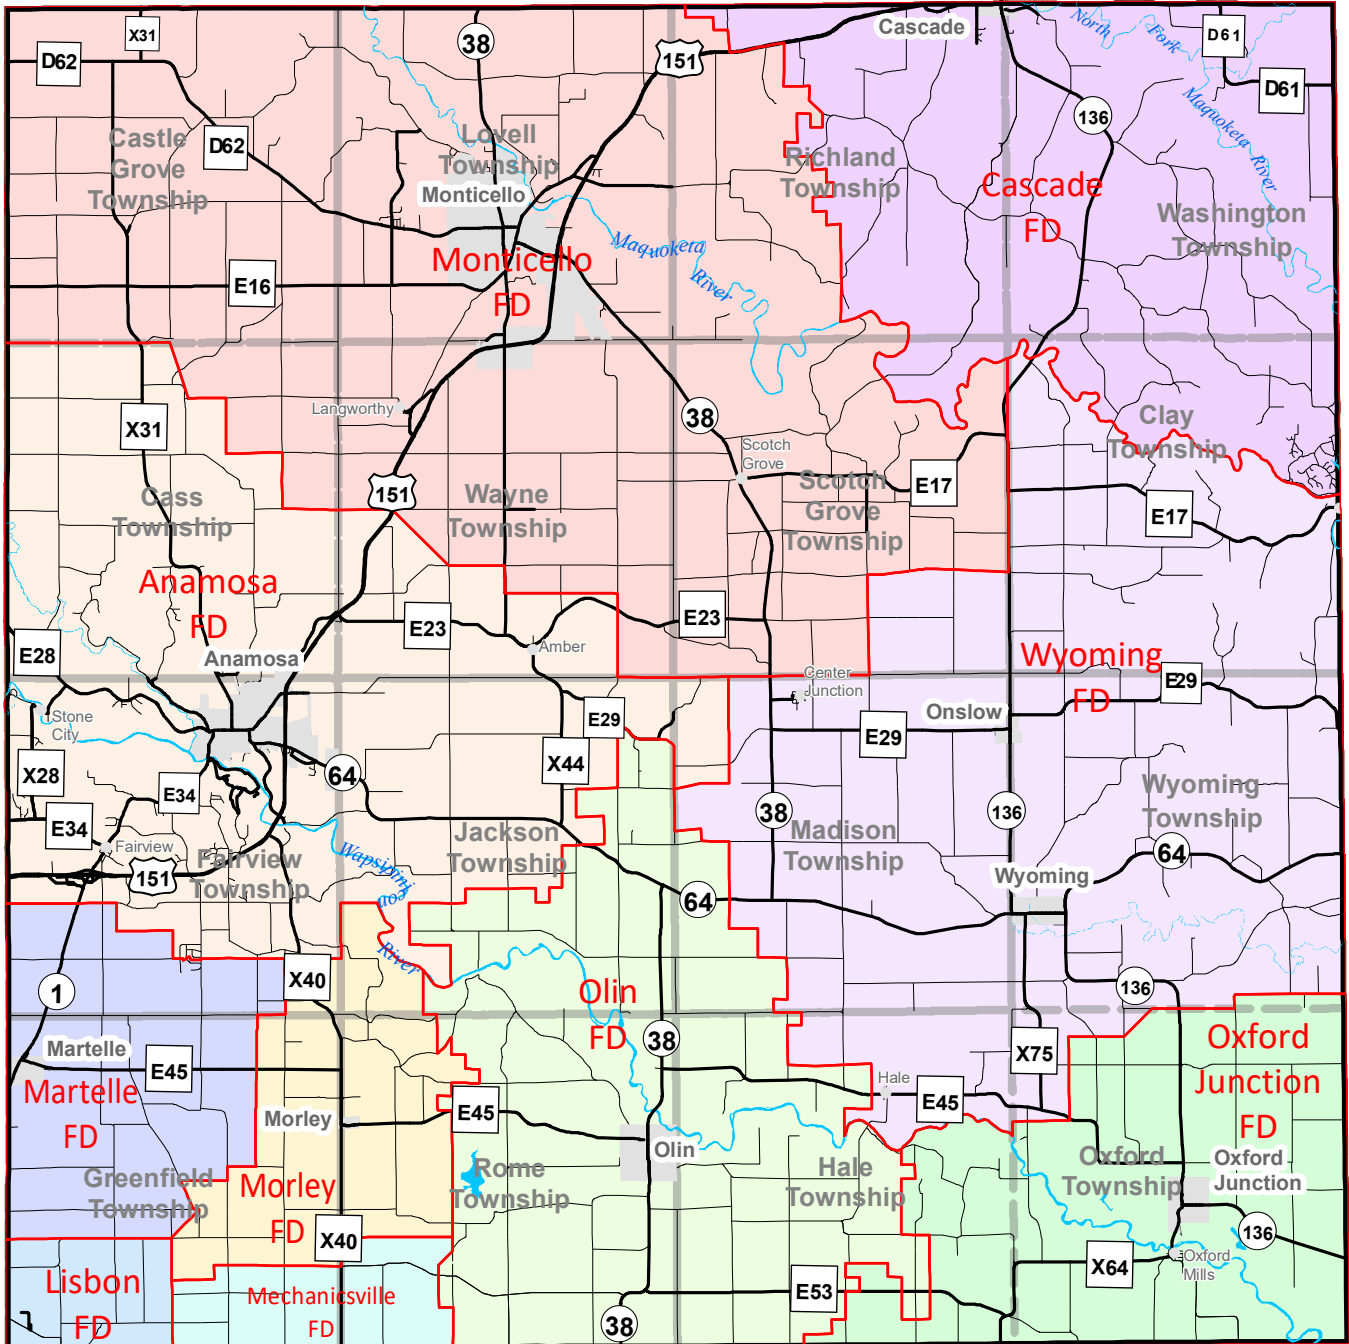 X31
38
Cascade
North
Fork
D61
D62
151
D61
136
Maquoketa
River
Castle
Grove
Township
D62
Lovell
Township
Monticello
Richland
Township
Cascade
FD
Washington
Township
Monticello
FD
Maquoketa
River
E16
Langworthy
X31
38
Clay
Township
Scotch
Grove
151
Cass
Township
Wayne
Township
Scotch
Grove
Township
E17
E17
Anamosa
FD
E23
E23
E28
Anamosa
Amber
Wyoming
FD
Center
Junction
E29
Stone
City
E29
Onslow
E29
X28
64
X44
E34
38
136
Wyoming
Township
E34
Fairview
Jackson
Township
Madison
Township
64
151
Fairview
Township
Wapsipini
con
River
64
Wyoming
1
X40
Olin
FD
136
38
Oxford
Junction
FD
Martelle
E45
X75
Martelle
FD
Hale
E45
Morley
E45
Olin
Greenfield
Township
Morley
FD
Rome
Township
Hale
Township
Oxford
Township
Oxford
Junction
X40
136
X64
Oxford
Mills
Lisbon
FD
Mechanicsville
FD
E53
38